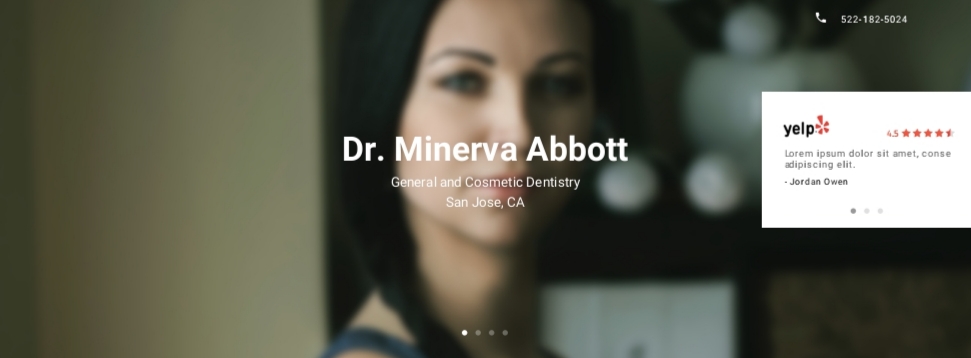 522-182-5024
yelp
4.5
Lorem ipsum dolor sit amet, conse
adipiscing elit.
- Jordan Owen
Dr. Minerva Abbott
General and Cosmetic Dentistry
San Jose, CA